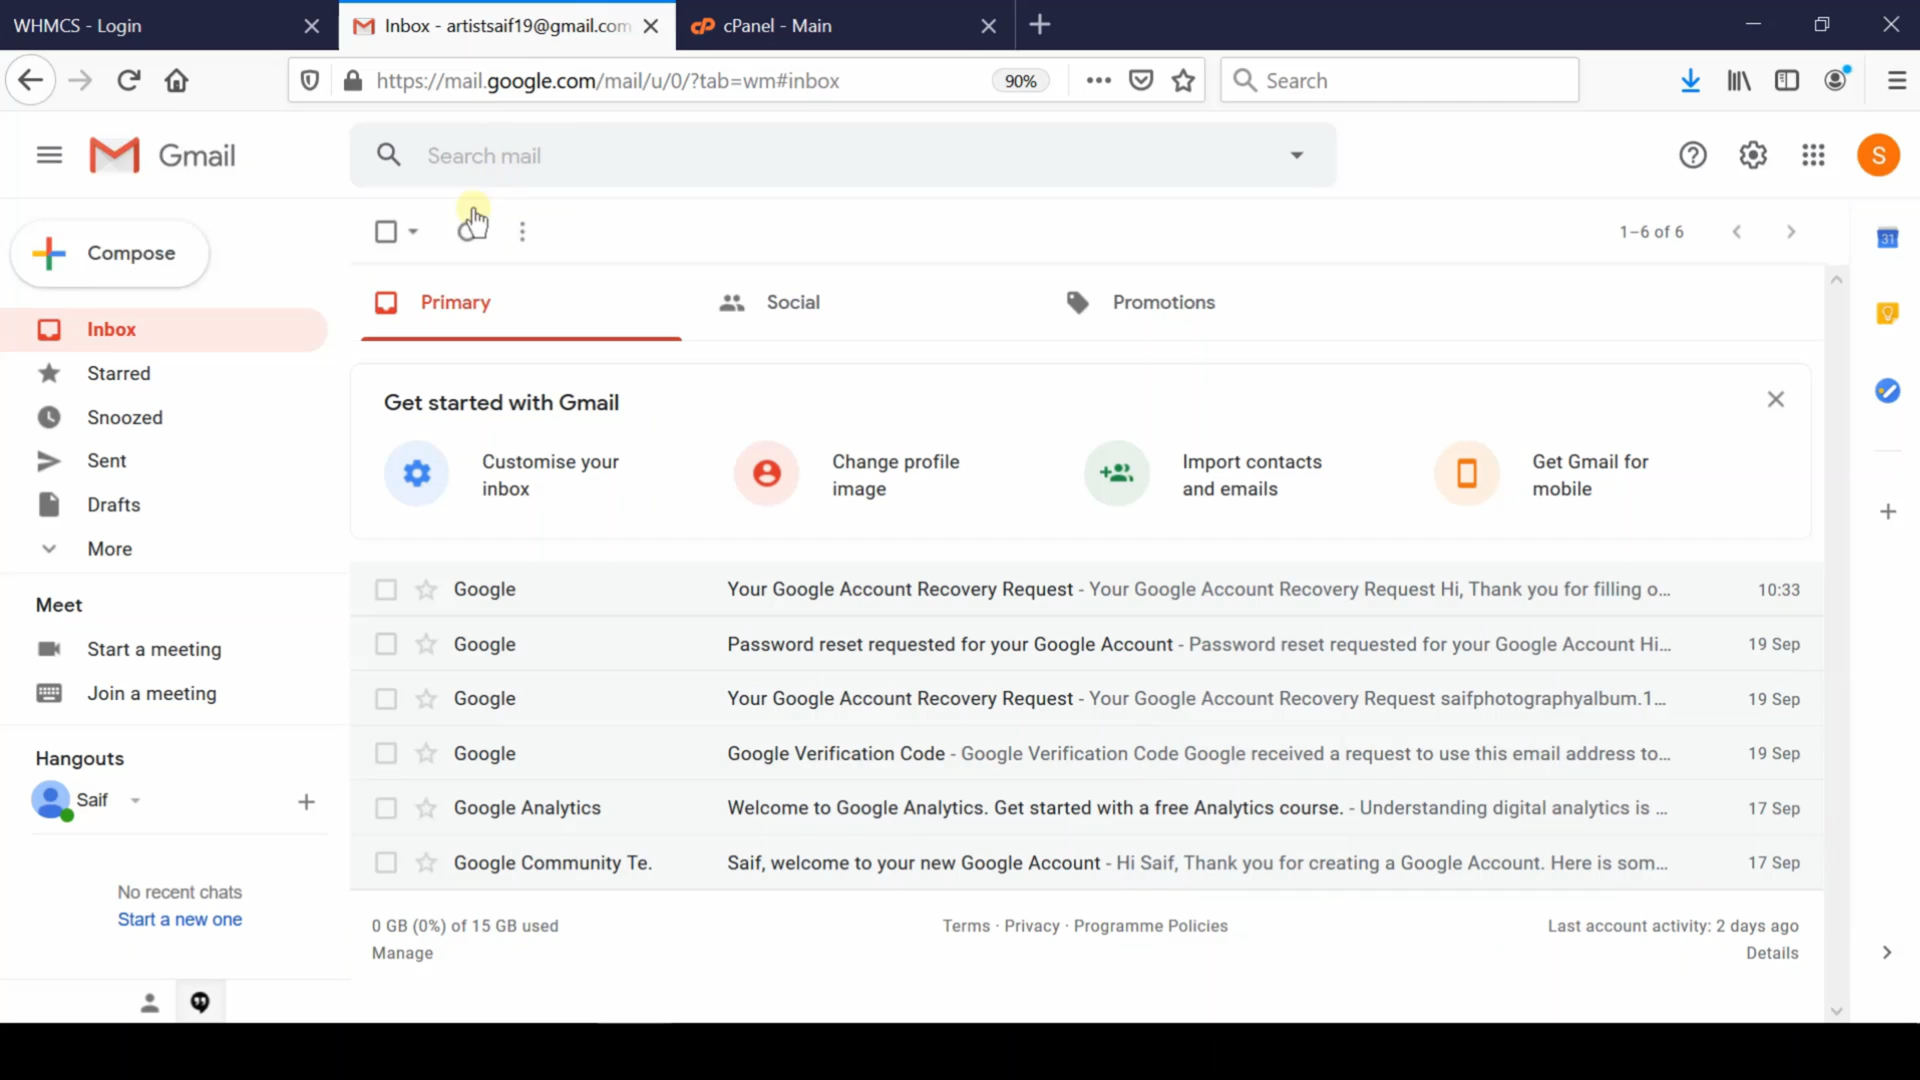 WHMCS - Login
Inbox - artistsaif19@gmail.com
cPanel - Main
https://mail.google.com/mail/u/0/?tab=wm#inbox
90%
Search
Gmail
Search mail
S
Compose
1–6 of 6
31
Primary
Social
Promotions
Inbox
Starred
Snoozed
Sent
Drafts
More
Get started with Gmail
Customise your
inbox
Change profile
image
Import contacts
and emails
Get Gmail for
mobile
Google Your Google Account Recovery Request - Your Google Account Recovery Request Hi, Thank you for filling o... 10:33
Google Password reset requested for your Google Account - Password reset requested for your Google Account Hi... 19 Sep
Google Your Google Account Recovery Request - Your Google Account Recovery Request saifphotographyalbum.1... 19 Sep
Google Google Verification Code - Google Verification Code Google received a request to use this email address to... 19 Sep
Google Analytics Welcome to Google Analytics. Get started with a free Analytics course. - Understanding digital analytics is ... 17 Sep
Google Community Te. Saif, welcome to your new Google Account - Hi Saif, Thank you for creating a Google Account. Here is som... 17 Sep
Meet
Start a meeting
Join a meeting
Hangouts
Saif
No recent chats
Start a new one
0 GB (0%) of 15 GB used
Manage
Terms · Privacy · Programme Policies
Last account activity: 2 days ago
Details